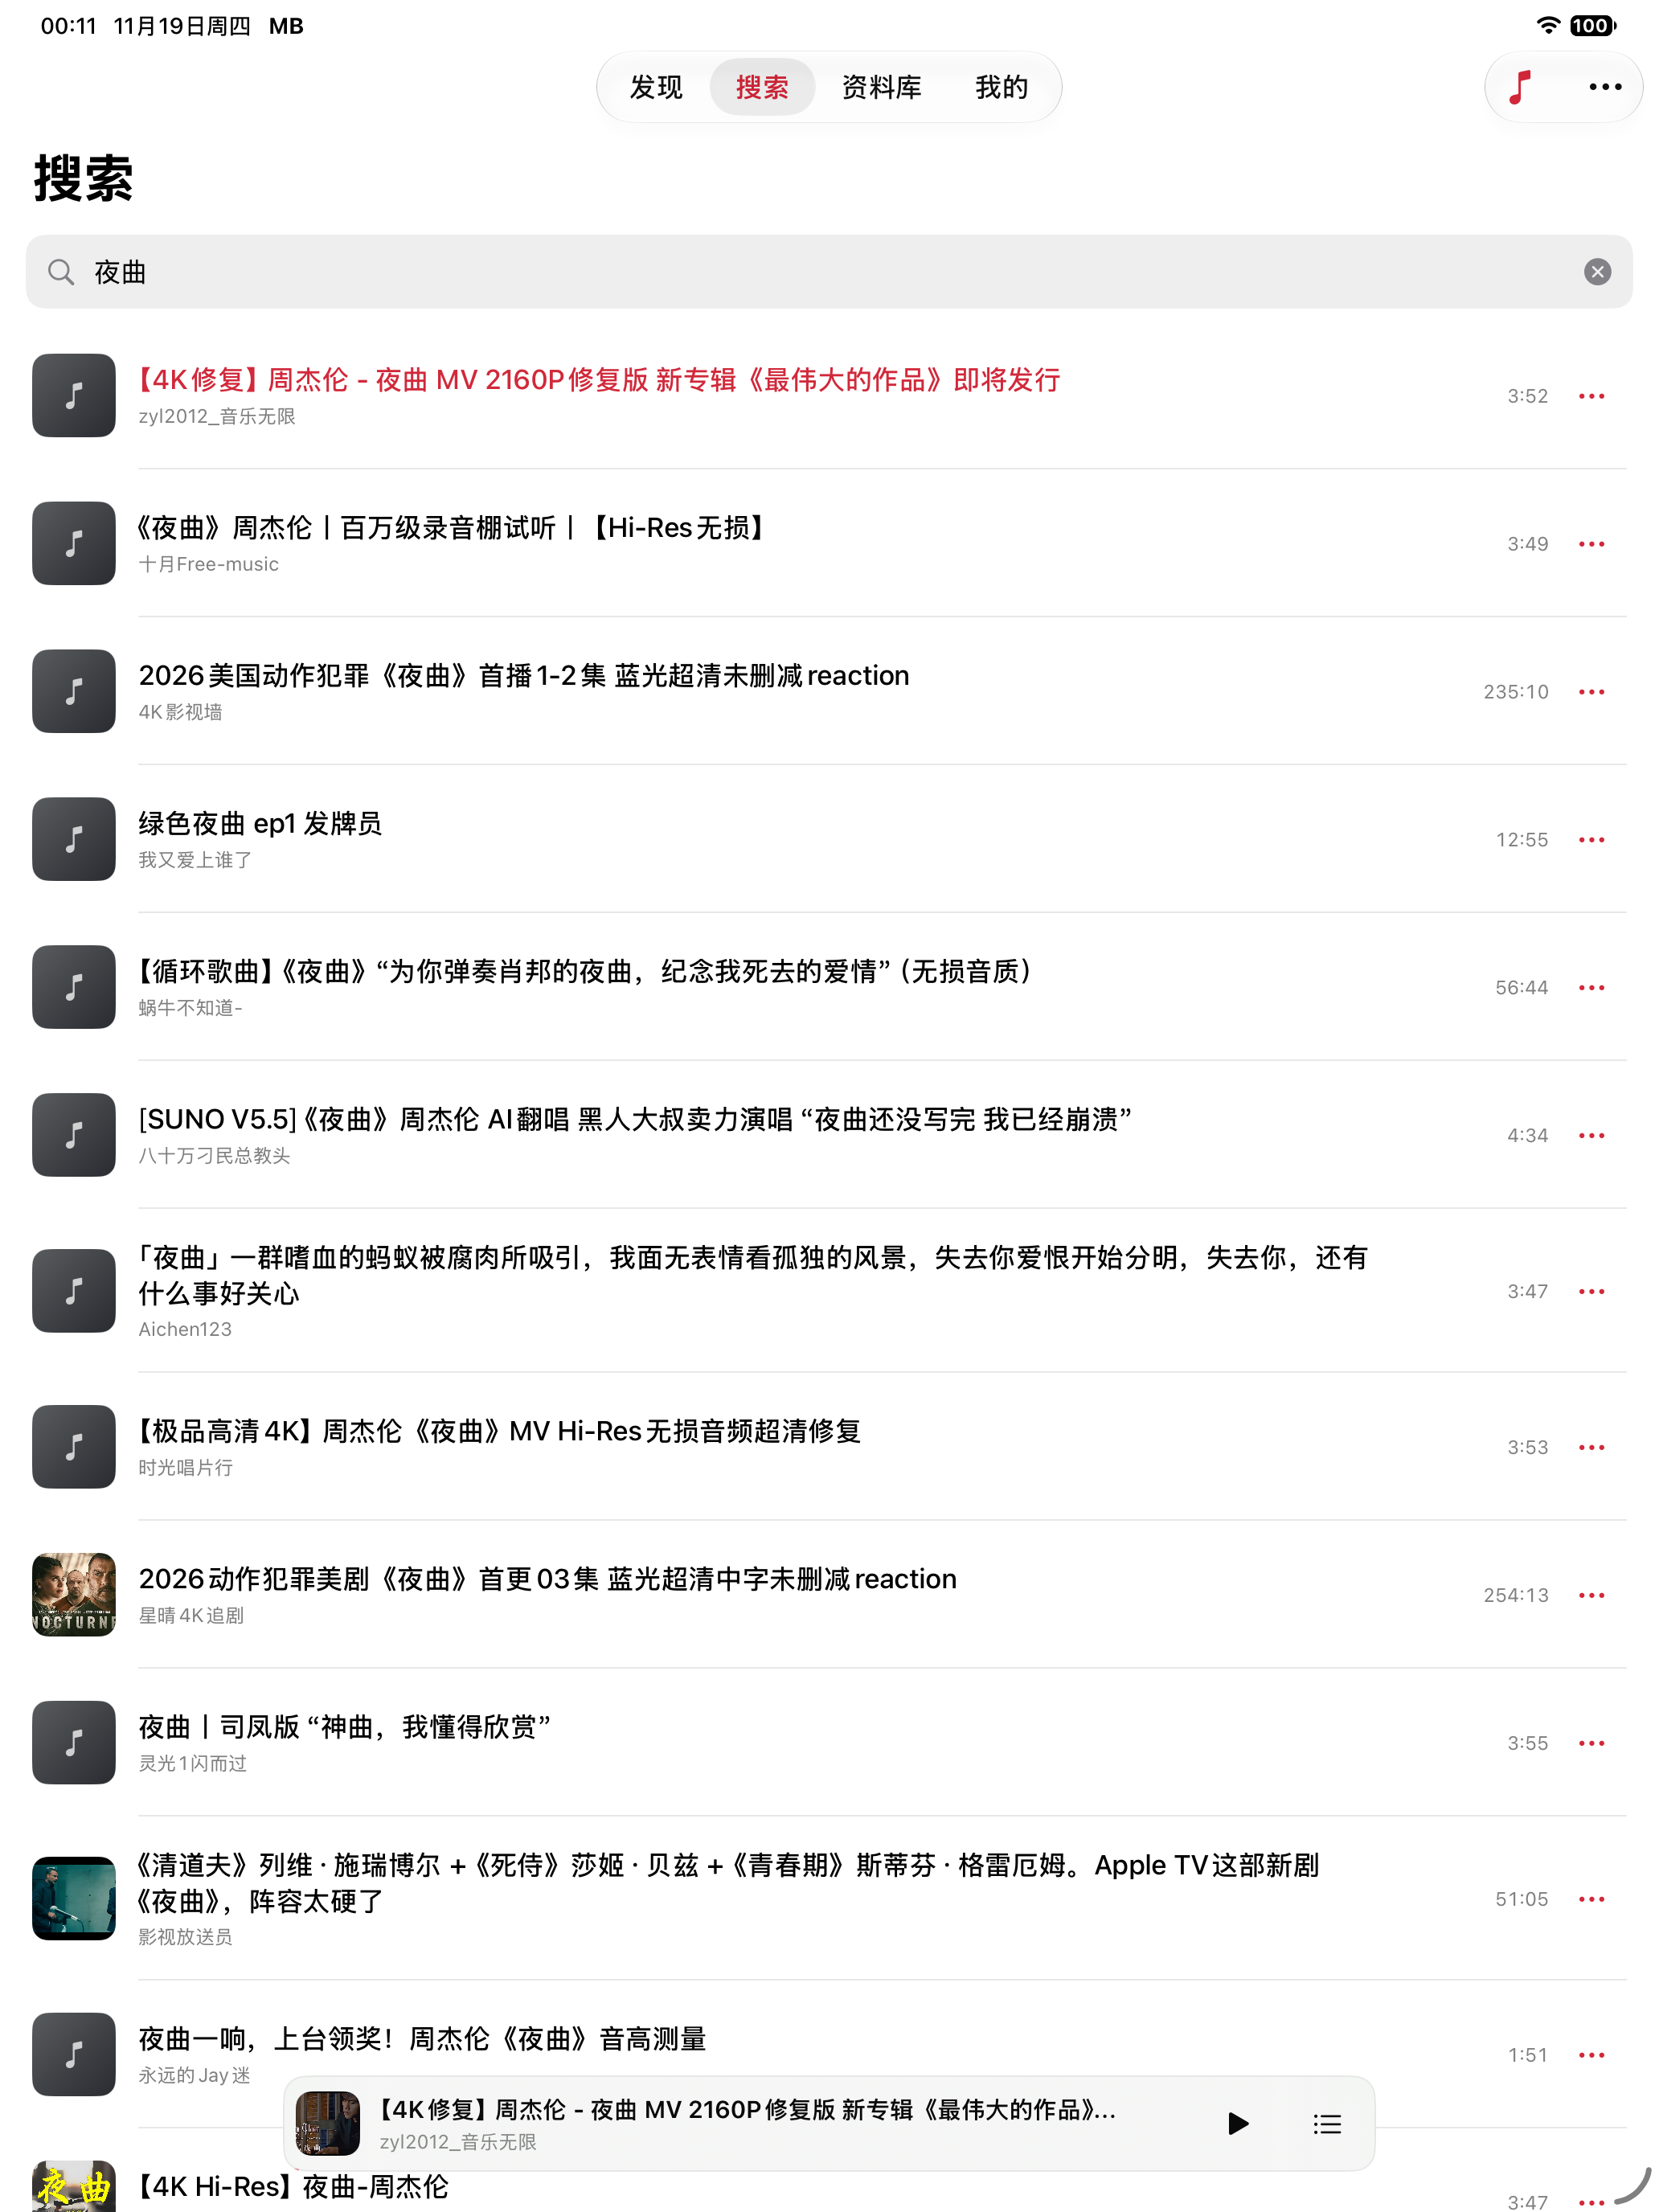 00:11 11月19日周四 MB
100
发现 搜索 资料库 我的
搜索
夜曲
【4K修复】周杰伦 - 夜曲 MV 2160P修复版 新专辑《最伟大的作品》即将发行
zyl2012_音乐无限
3:52
《夜曲》周杰伦丨百万级录音棚试听丨【Hi-Res无损】
十月Free-music
3:49
2026美国动作犯罪《夜曲》首播1-2集 蓝光超清未删减reaction
4K影视墙
235:10
绿色夜曲 ep1 发牌员
我又爱上谁了
12:55
【循环歌曲】《夜曲》“为你弹奏肖邦的夜曲，纪念我死去的爱情”（无损音质）
蜗牛不知道-
56:44
[SUNO V5.5]《夜曲》周杰伦 AI翻唱 黑人大叔卖力演唱 “夜曲还没写完 我已经崩溃”
八十万刁民总教头
4:34
「夜曲」一群嗜血的蚂蚁被腐肉所吸引，我面无表情看孤独的风景，失去你爱恨开始分明，失去你，还有
什么事好关心
Aichen123
3:47
【极品高清4K】周杰伦《夜曲》MV Hi-Res无损音频超清修复
时光唱片行
3:53
NOCTURNE
2026动作犯罪美剧《夜曲》首更03集 蓝光超清中字未删减reaction
星晴4K追剧
254:13
夜曲丨司凤版 “神曲，我懂得欣赏”
灵光1闪而过
3:55
《清道夫》列维·施瑞博尔 +《死侍》莎姬·贝兹 +《青春期》斯蒂芬·格雷厄姆。Apple TV这部新剧
《夜曲》，阵容太硬了
影视放送员
51:05
夜曲一响，上台领奖！周杰伦《夜曲》音高测量
永远的Jay迷
1:51
【4K修复】周杰伦 - 夜曲 MV 2160P修复版 新专辑《最伟大的作品》...
zyl2012_音乐无限
夜曲
【4K Hi-Res】夜曲-周杰伦
3:47